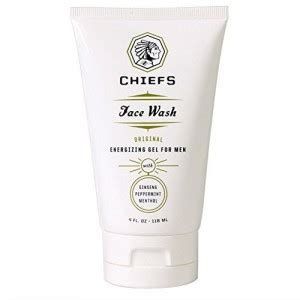 CHIEFS
Face Wash
ORIGINAL
ENERGIZING GEL FOR MEN
with
GINSENG
PEPPERMINT
MENTHOL
4 FL. OZ · 118 ML